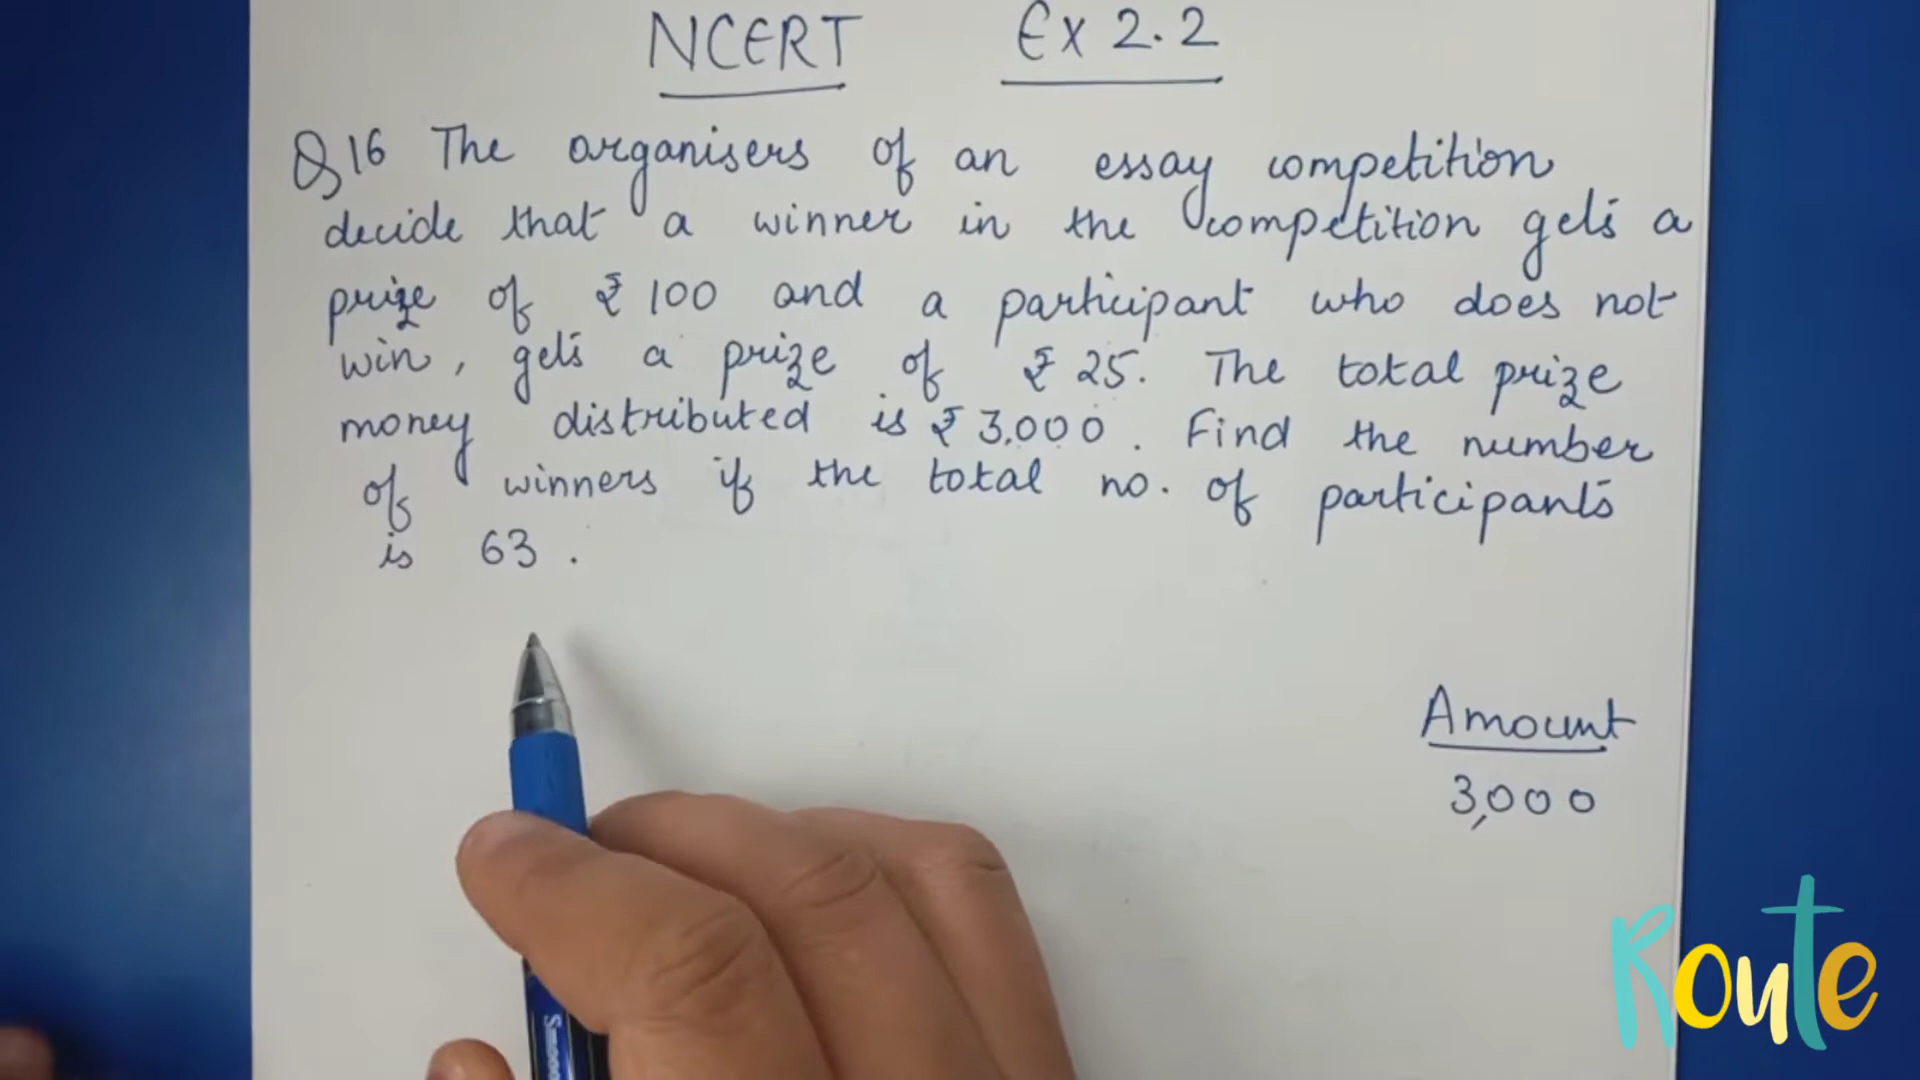 NCERT Ex 2.2
Q16 The organisers of an essay competition
decide that a winner in the competition gets a
prize of ₹ 100 and a participant who does not
win, gets a prize of ₹ 25. The total prize
money distributed is ₹ 3,000. Find the number
of winners if the total no. of participants
is 63.
Amount
3,000
Smooo
Route